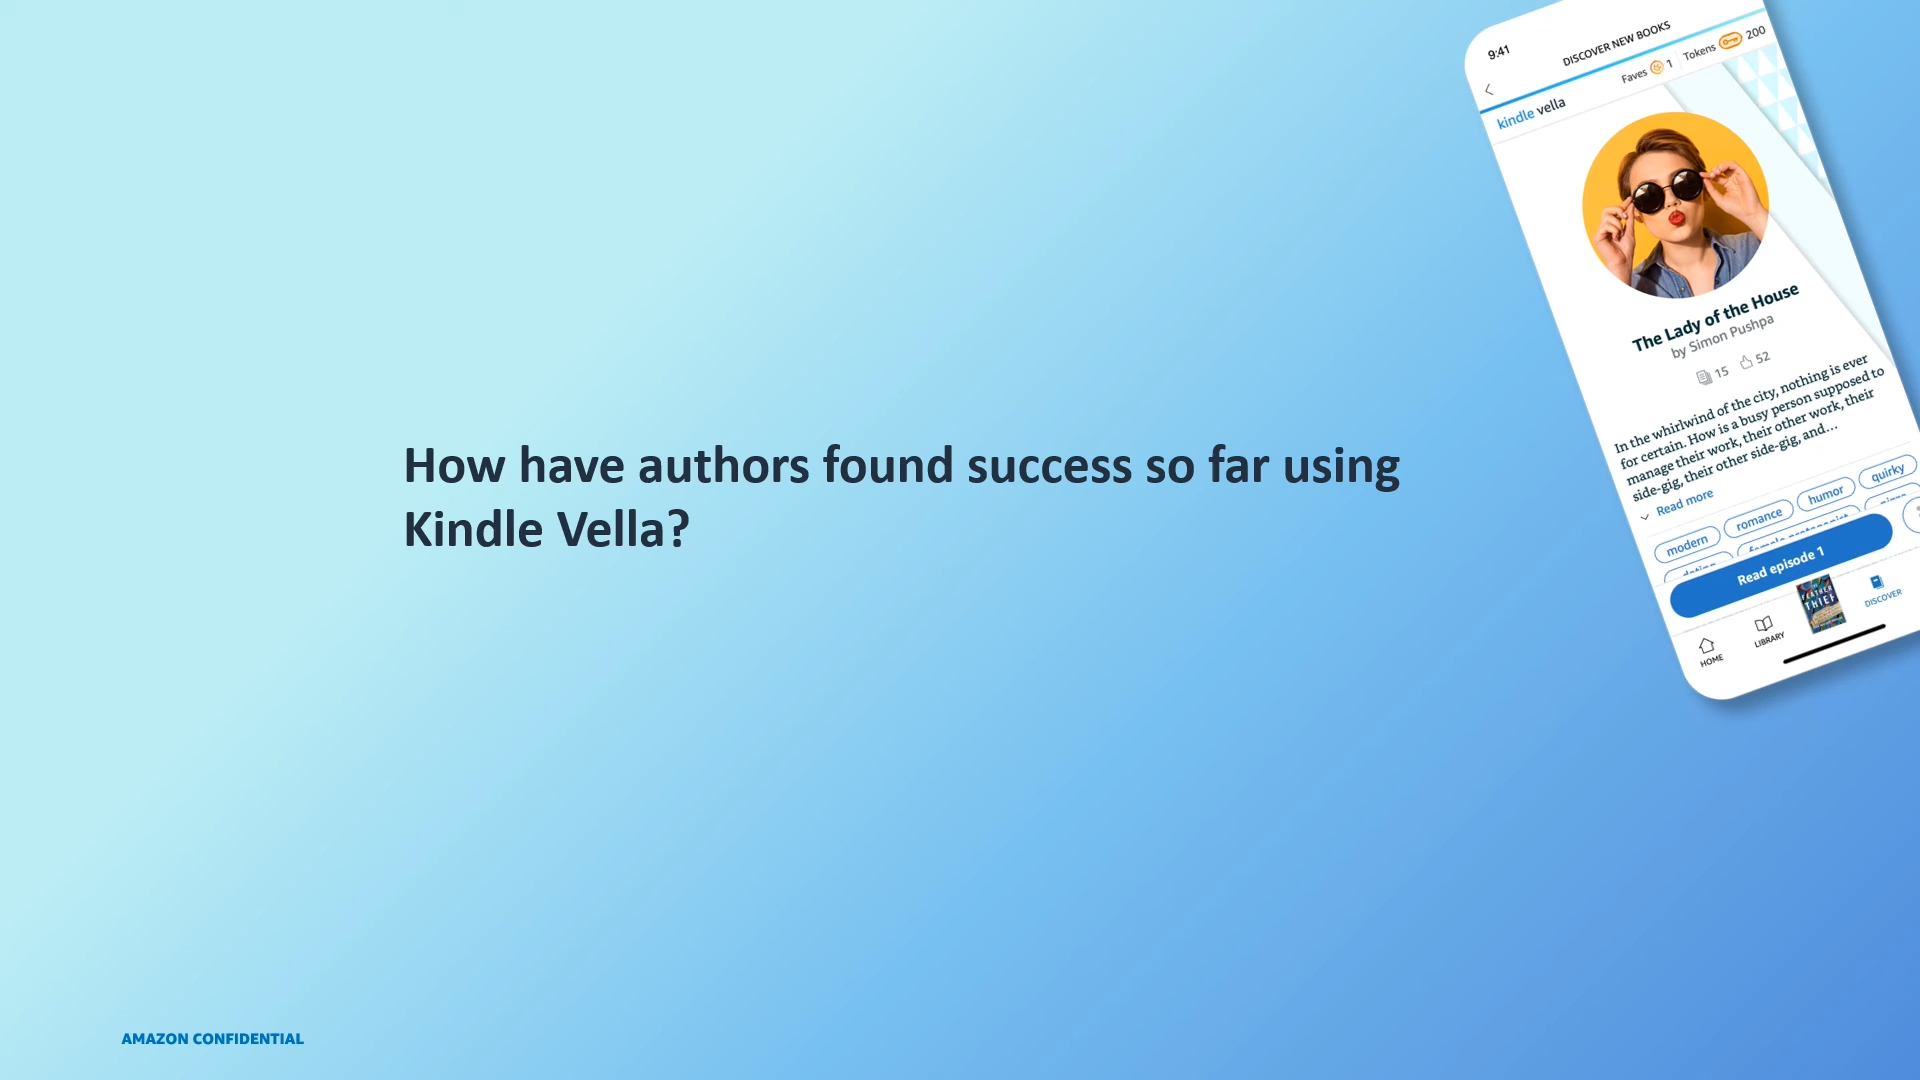 How have authors found success so far using
Kindle Vella?
9:41
DISCOVER NEW BOOKS
Faves 1 Tokens 200
kindle vella
The Lady of the House
by Simon Pushpa
15 52
In the whirlwind of the city, nothing is ever
for certain. How is a busy person supposed to
manage their work, their other work, their
side-gig, their other side-gig, and...
Read more
modern romance humor quirky
Read episode 1
THE
FEATHER
THIEF
HOME LIBRARY DISCOVER
AMAZON CONFIDENTIAL